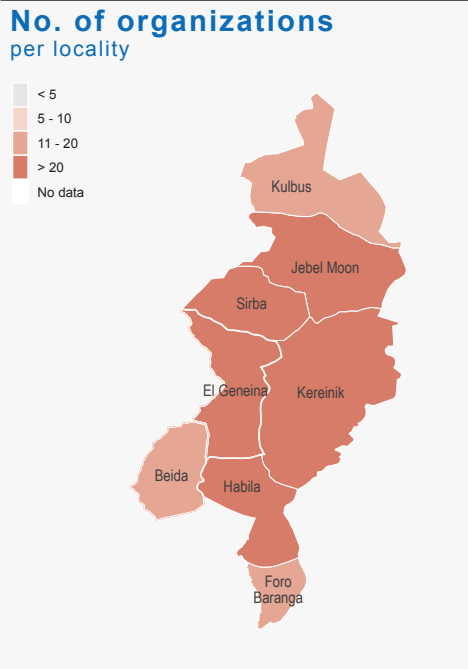 No. of organizations
per locality
< 5
5 - 10
11 - 20
> 20
No data
Kulbus
Jebel Moon
Sirba
El Geneina
Kereinik
Beida
Habila
Foro
Baranga